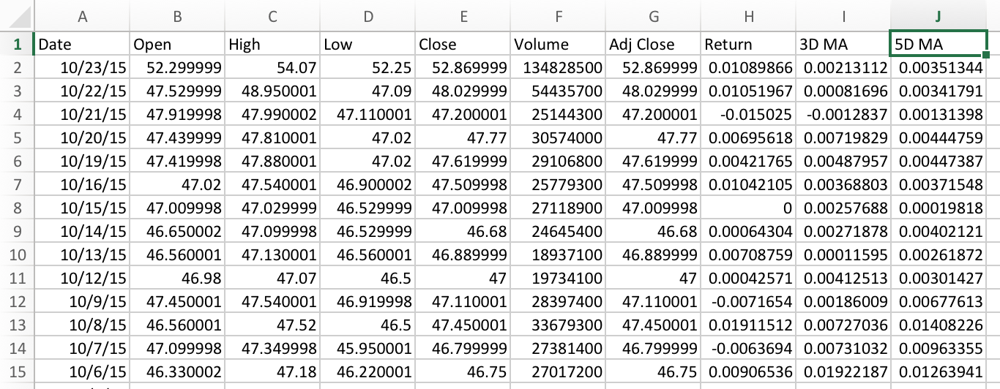 A B C D E F G H I J
1 Date Open High Low Close Volume Adj Close Return 3D MA 5D MA
2 10/23/15 52.299999 54.07 52.25 52.869999 134828500 52.869999 0.01089866 0.00213112 0.00351344
3 10/22/15 47.529999 48.950001 47.09 48.029999 54435700 48.029999 0.01051967 0.00081696 0.00341791
4 10/21/15 47.919998 47.990002 47.110001 47.200001 25144300 47.200001 -0.015025 -0.0012837 0.00131398
5 10/20/15 47.439999 47.810001 47.02 47.77 30574000 47.77 0.00695618 0.00719829 0.00444759
6 10/19/15 47.419998 47.880001 47.02 47.619999 29106800 47.619999 0.00421765 0.00487957 0.00447387
7 10/16/15 47.02 47.540001 46.900002 47.509998 25779300 47.509998 0.01042105 0.00368803 0.00371548
8 10/15/15 47.009998 47.029999 46.529999 47.009998 27118900 47.009998 0 0.00257688 0.00019818
9 10/14/15 46.650002 47.099998 46.529999 46.68 24645400 46.68 0.00064304 0.00271878 0.00402121
10 10/13/15 46.560001 47.130001 46.560001 46.889999 18937100 46.889999 0.00708759 0.00011595 0.00261872
11 10/12/15 46.98 47.07 46.5 47 19734100 47 0.00042571 0.00412513 0.00301427
12 10/9/15 47.450001 47.540001 46.919998 47.110001 28397400 47.110001 -0.0071654 0.00186009 0.00677613
13 10/8/15 46.560001 47.52 46.5 47.450001 33679300 47.450001 0.01911512 0.00727036 0.01408226
14 10/7/15 47.099998 47.349998 45.950001 46.799999 27381400 46.799999 -0.0063694 0.00731032 0.00963355
15 10/6/15 46.330002 47.18 46.220001 46.75 27017200 46.75 0.00906536 0.01922187 0.01263941